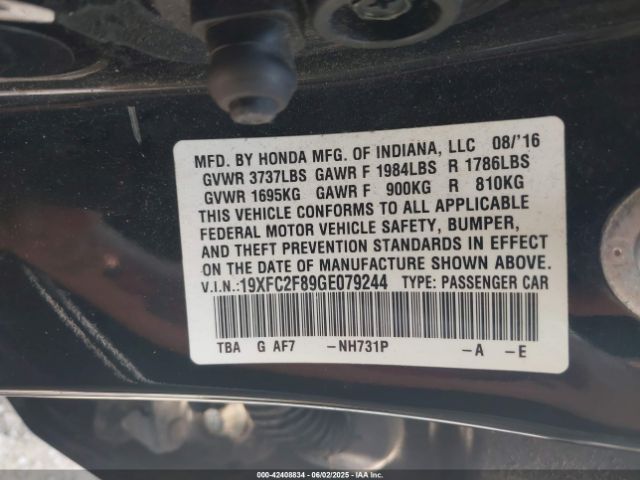 MFD. BY HONDA MFG. OF INDIANA, LLC 08/'16
GVWR 3737LBS GAWR F 1984LBS R 1786LBS
GVWR 1695KG GAWR F 900KG R 810KG
THIS VEHICLE CONFORMS TO ALL APPLICABLE
FEDERAL MOTOR VEHICLE SAFETY, BUMPER,
AND THEFT PREVENTION STANDARDS IN EFFECT
ON THE DATE OF MANUFACTURE SHOWN ABOVE.
V.I.N.:19XFC2F89GE079244 TYPE: PASSENGER CAR
TBA G AF7 -NH731P -A -E
000-42408834 - 06/02/2025 - Copyright © IAA Inc.